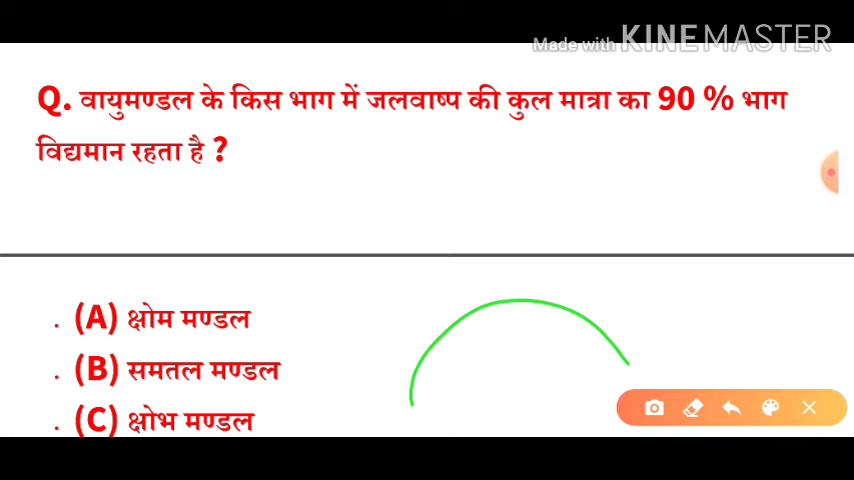 Made with KINEMASTER
Q. वायुमण्डल के किस भाग में जलवाष्प की कुल मात्रा का 90 % भाग
विद्यमान रहता है ?
. (A) क्षोम मण्डल
. (B) समतल मण्डल
. (C) क्षोभ मण्डल